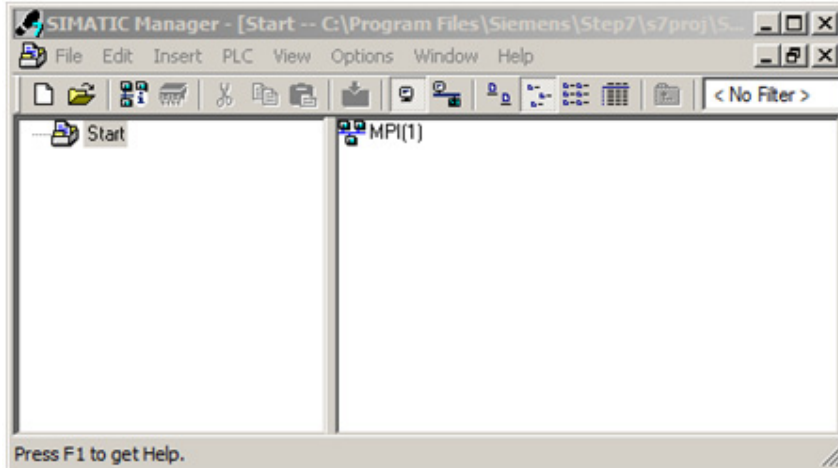 SIMATIC Manager - [Start -- C:\Program Files\Siemens\Step7\s7proj\S...
File Edit Insert PLC View Options Window Help
< No Filter >
Start
MPI(1)
Press F1 to get Help.